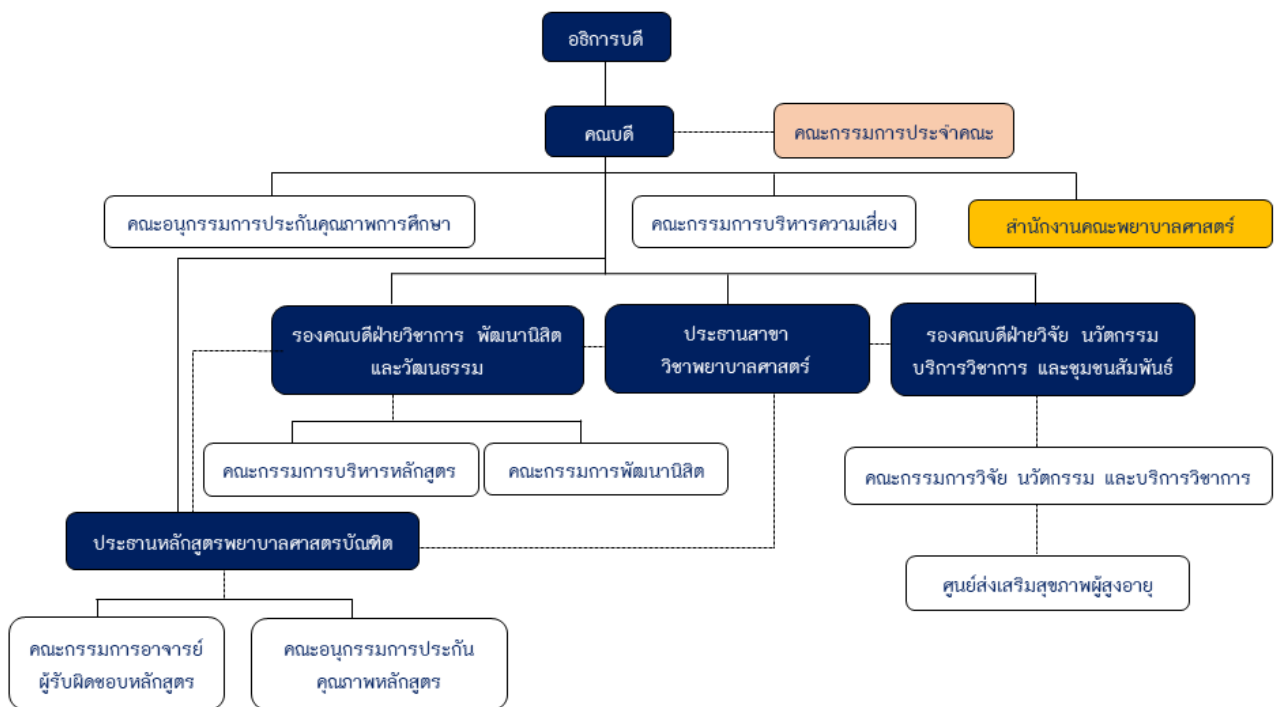 อธิการบดี
คณบดี
คณะกรรมการประจำคณะ
คณะอนุกรรมการประกันคุณภาพการศึกษา
คณะกรรมการบริหารความเสี่ยง
สำนักงานคณะพยาบาลศาสตร์
รองคณบดีฝ่ายวิชาการ พัฒนานิสิต
และวัฒนธรรม
ประธานสาขา
วิชาพยาบาลศาสตร์
รองคณบดีฝ่ายวิจัย นวัตกรรม
บริการวิชาการ และชุมชนสัมพันธ์
คณะกรรมการบริหารหลักสูตร
คณะกรรมการพัฒนานิสิต
คณะกรรมการวิจัย นวัตกรรม และบริการวิชาการ
ประธานหลักสูตรพยาบาลศาสตรบัณฑิต
ศูนย์ส่งเสริมสุขภาพผู้สูงอายุ
คณะกรรมการอาจารย์
ผู้รับผิดชอบหลักสูตร
คณะอนุกรรมการประกัน
คุณภาพหลักสูตร